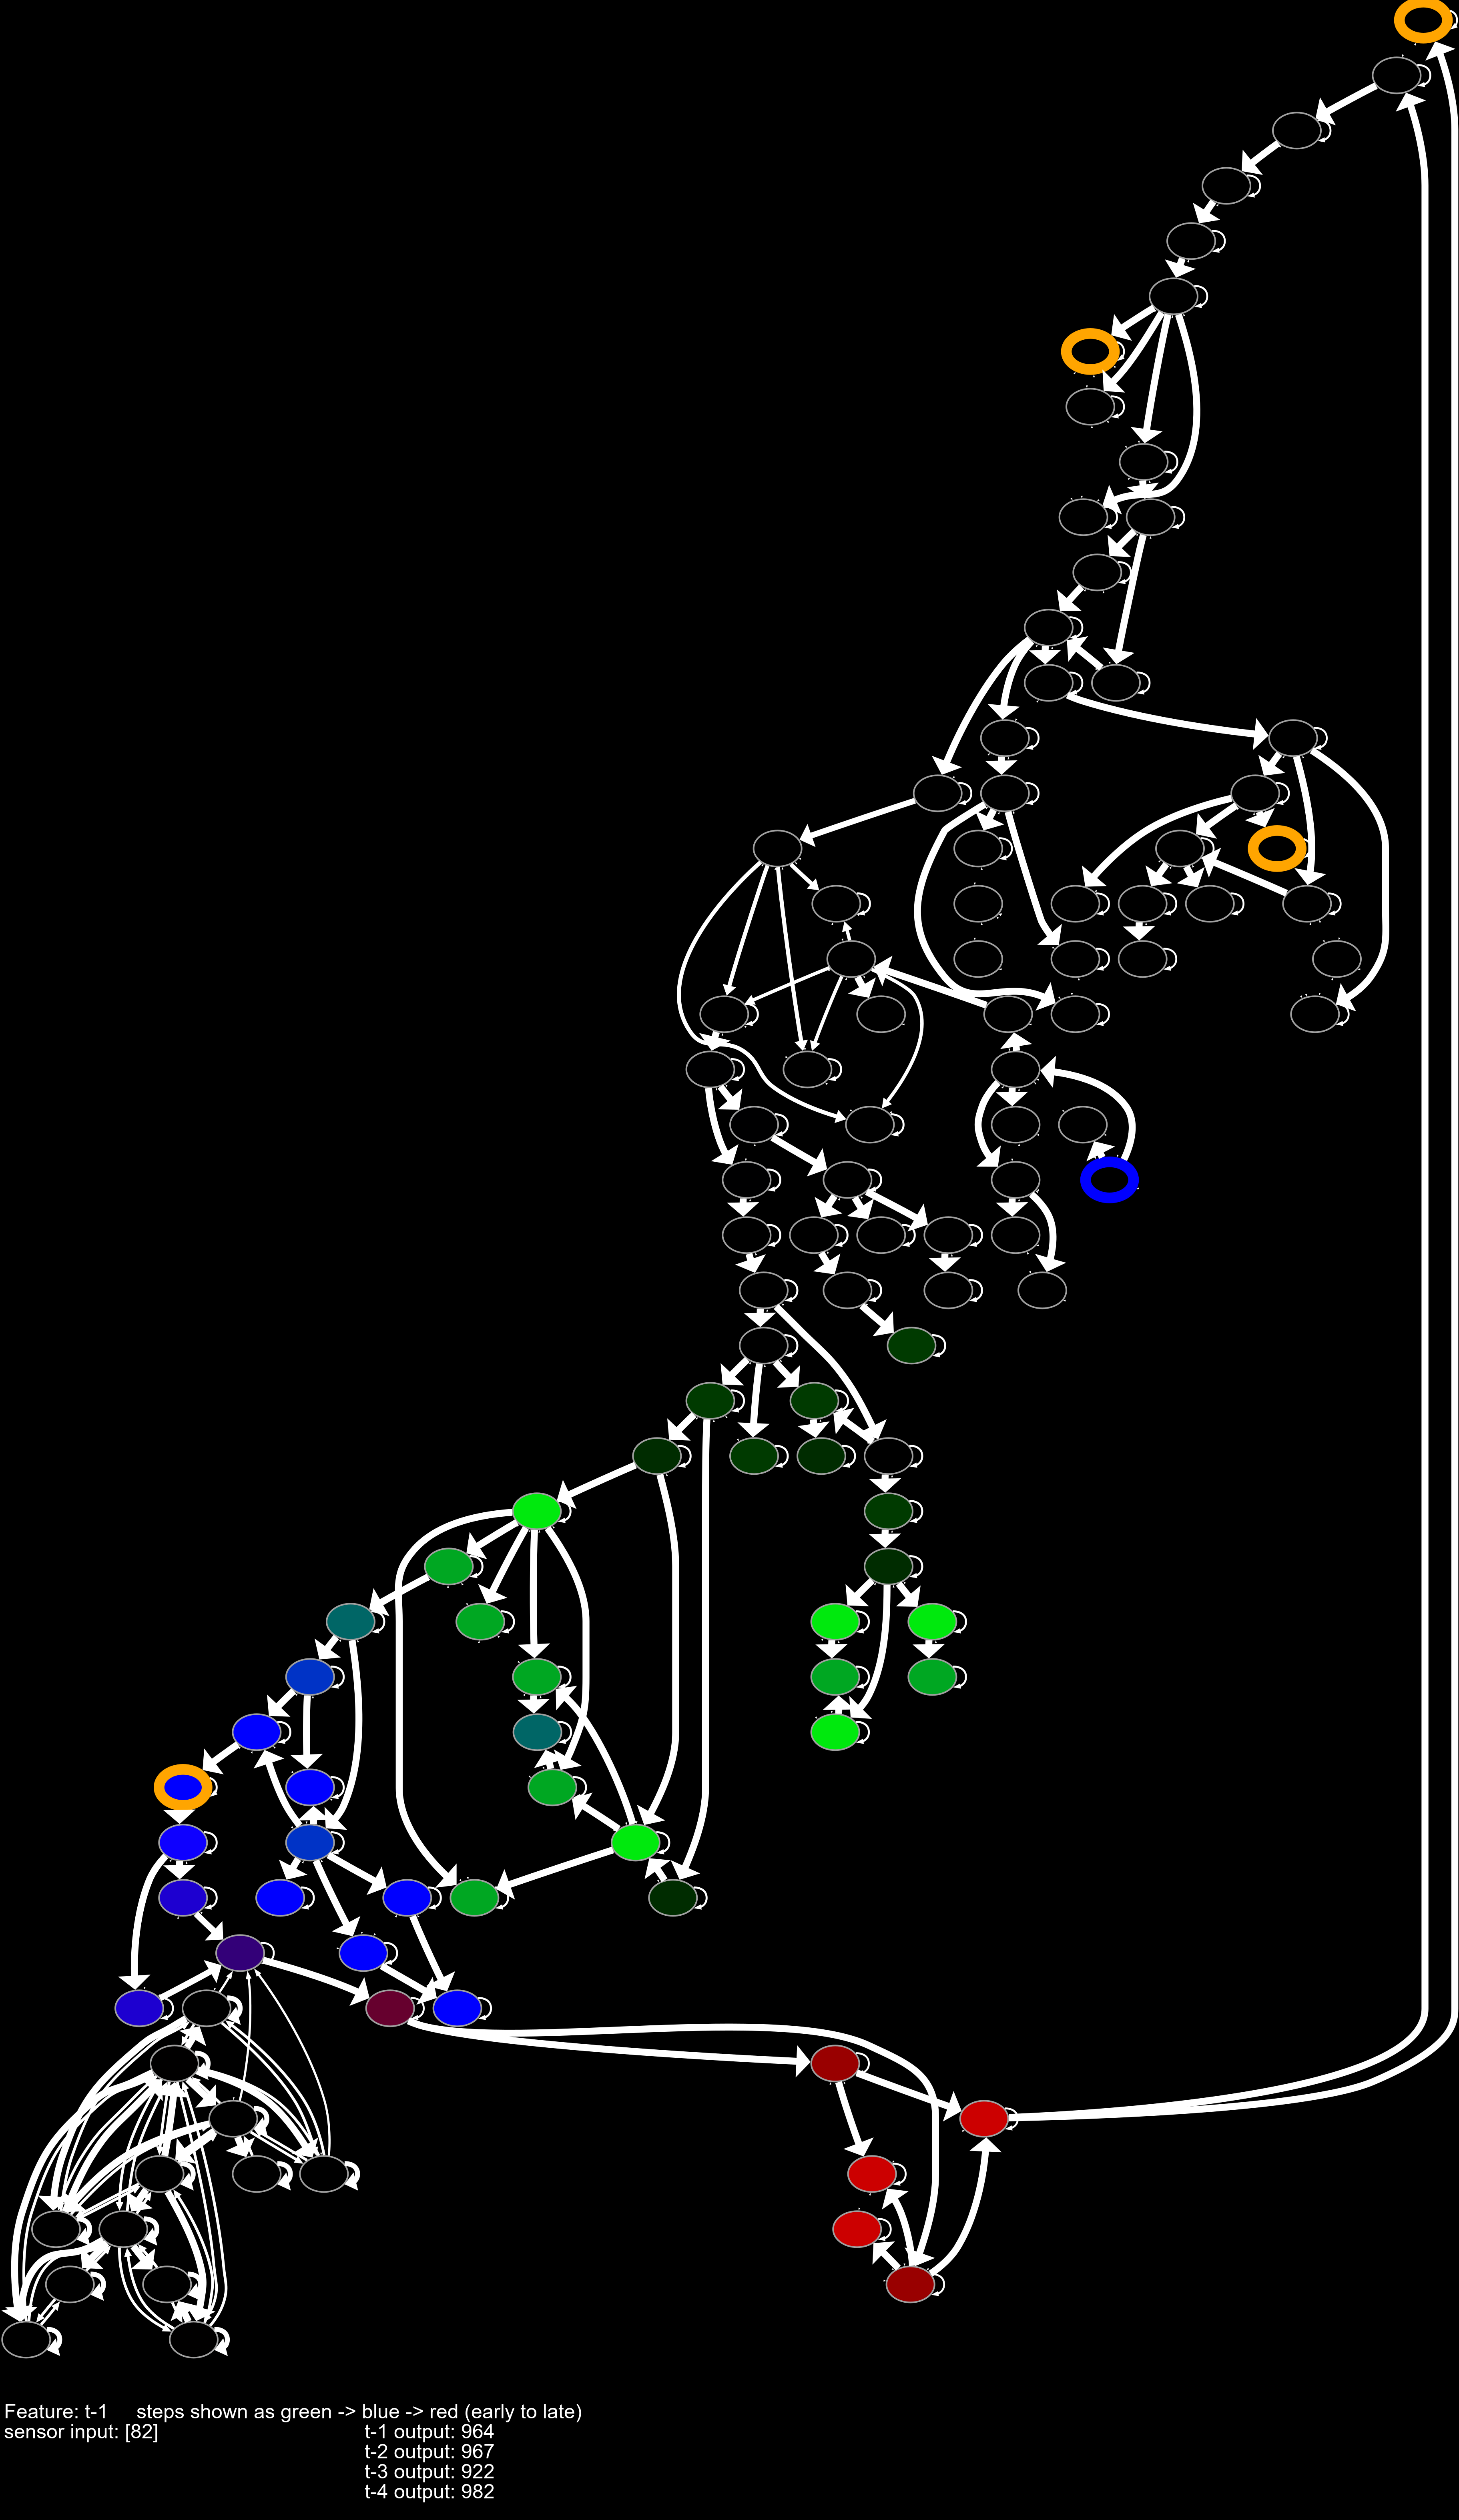 Feature: t-1     steps shown as green -> blue -> red (early to late)
sensor input: [82]     t-1 output: 964
t-2 output: 967
t-3 output: 922
t-4 output: 982